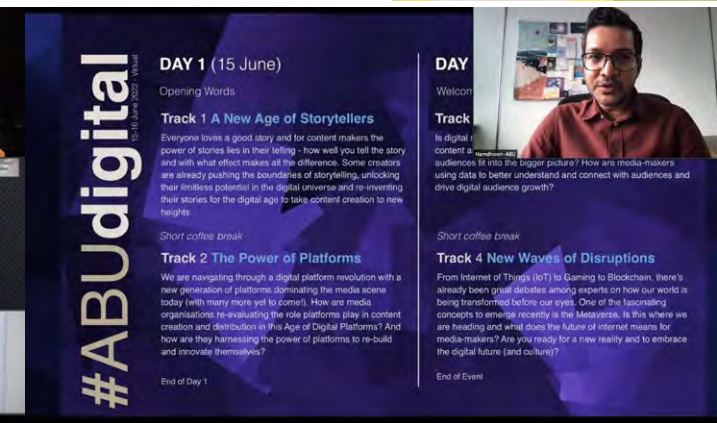 #ABUdigital
15-16 June 2022 - Virtual
DAY 1 (15 June)
Opening Words
Track 1 A New Age of Storytellers
Everyone loves a good story and for content makers the
power of stories lies in their telling - how well you tell the story
and with what effect makes all the difference. Some creators
are already pushing the boundaries of storytelling, unlocking
their limitless potential in the digital universe and re-inventing
their stories for the digital age to take content creation to new
heights.
Short coffee break
Track 2 The Power of Platforms
We are navigating through a digital platform revolution with a
new generation of platforms dominating the media scene
today (with many more yet to come!). How are media
organisations re-evaluating the role platforms play in content
creation and distribution in this Age of Digital Platforms? And
how are they harnessing the power of platforms to re-build
and innovate themselves?
End of Day 1
DAY
Welcom
Track
Is digital
content a
audiences fit into the bigger picture? How are media-makers
using data to better understand and connect with audiences and
drive digital audience growth?
Short coffee break
Track 4 New Waves of Disruptions
From Internet of Things (IoT) to Gaming to Blockchain, there's
already been great debates among experts on how our world is
being transformed before our eyes. One of the fascinating
concepts to emerge recently is the Metaverse. Is this where we
are heading and what does the future of internet means for
media-makers? Are you ready for a new reality and to embrace
the digital future (and culture)?
End of Event
Hamdhoon-ABU